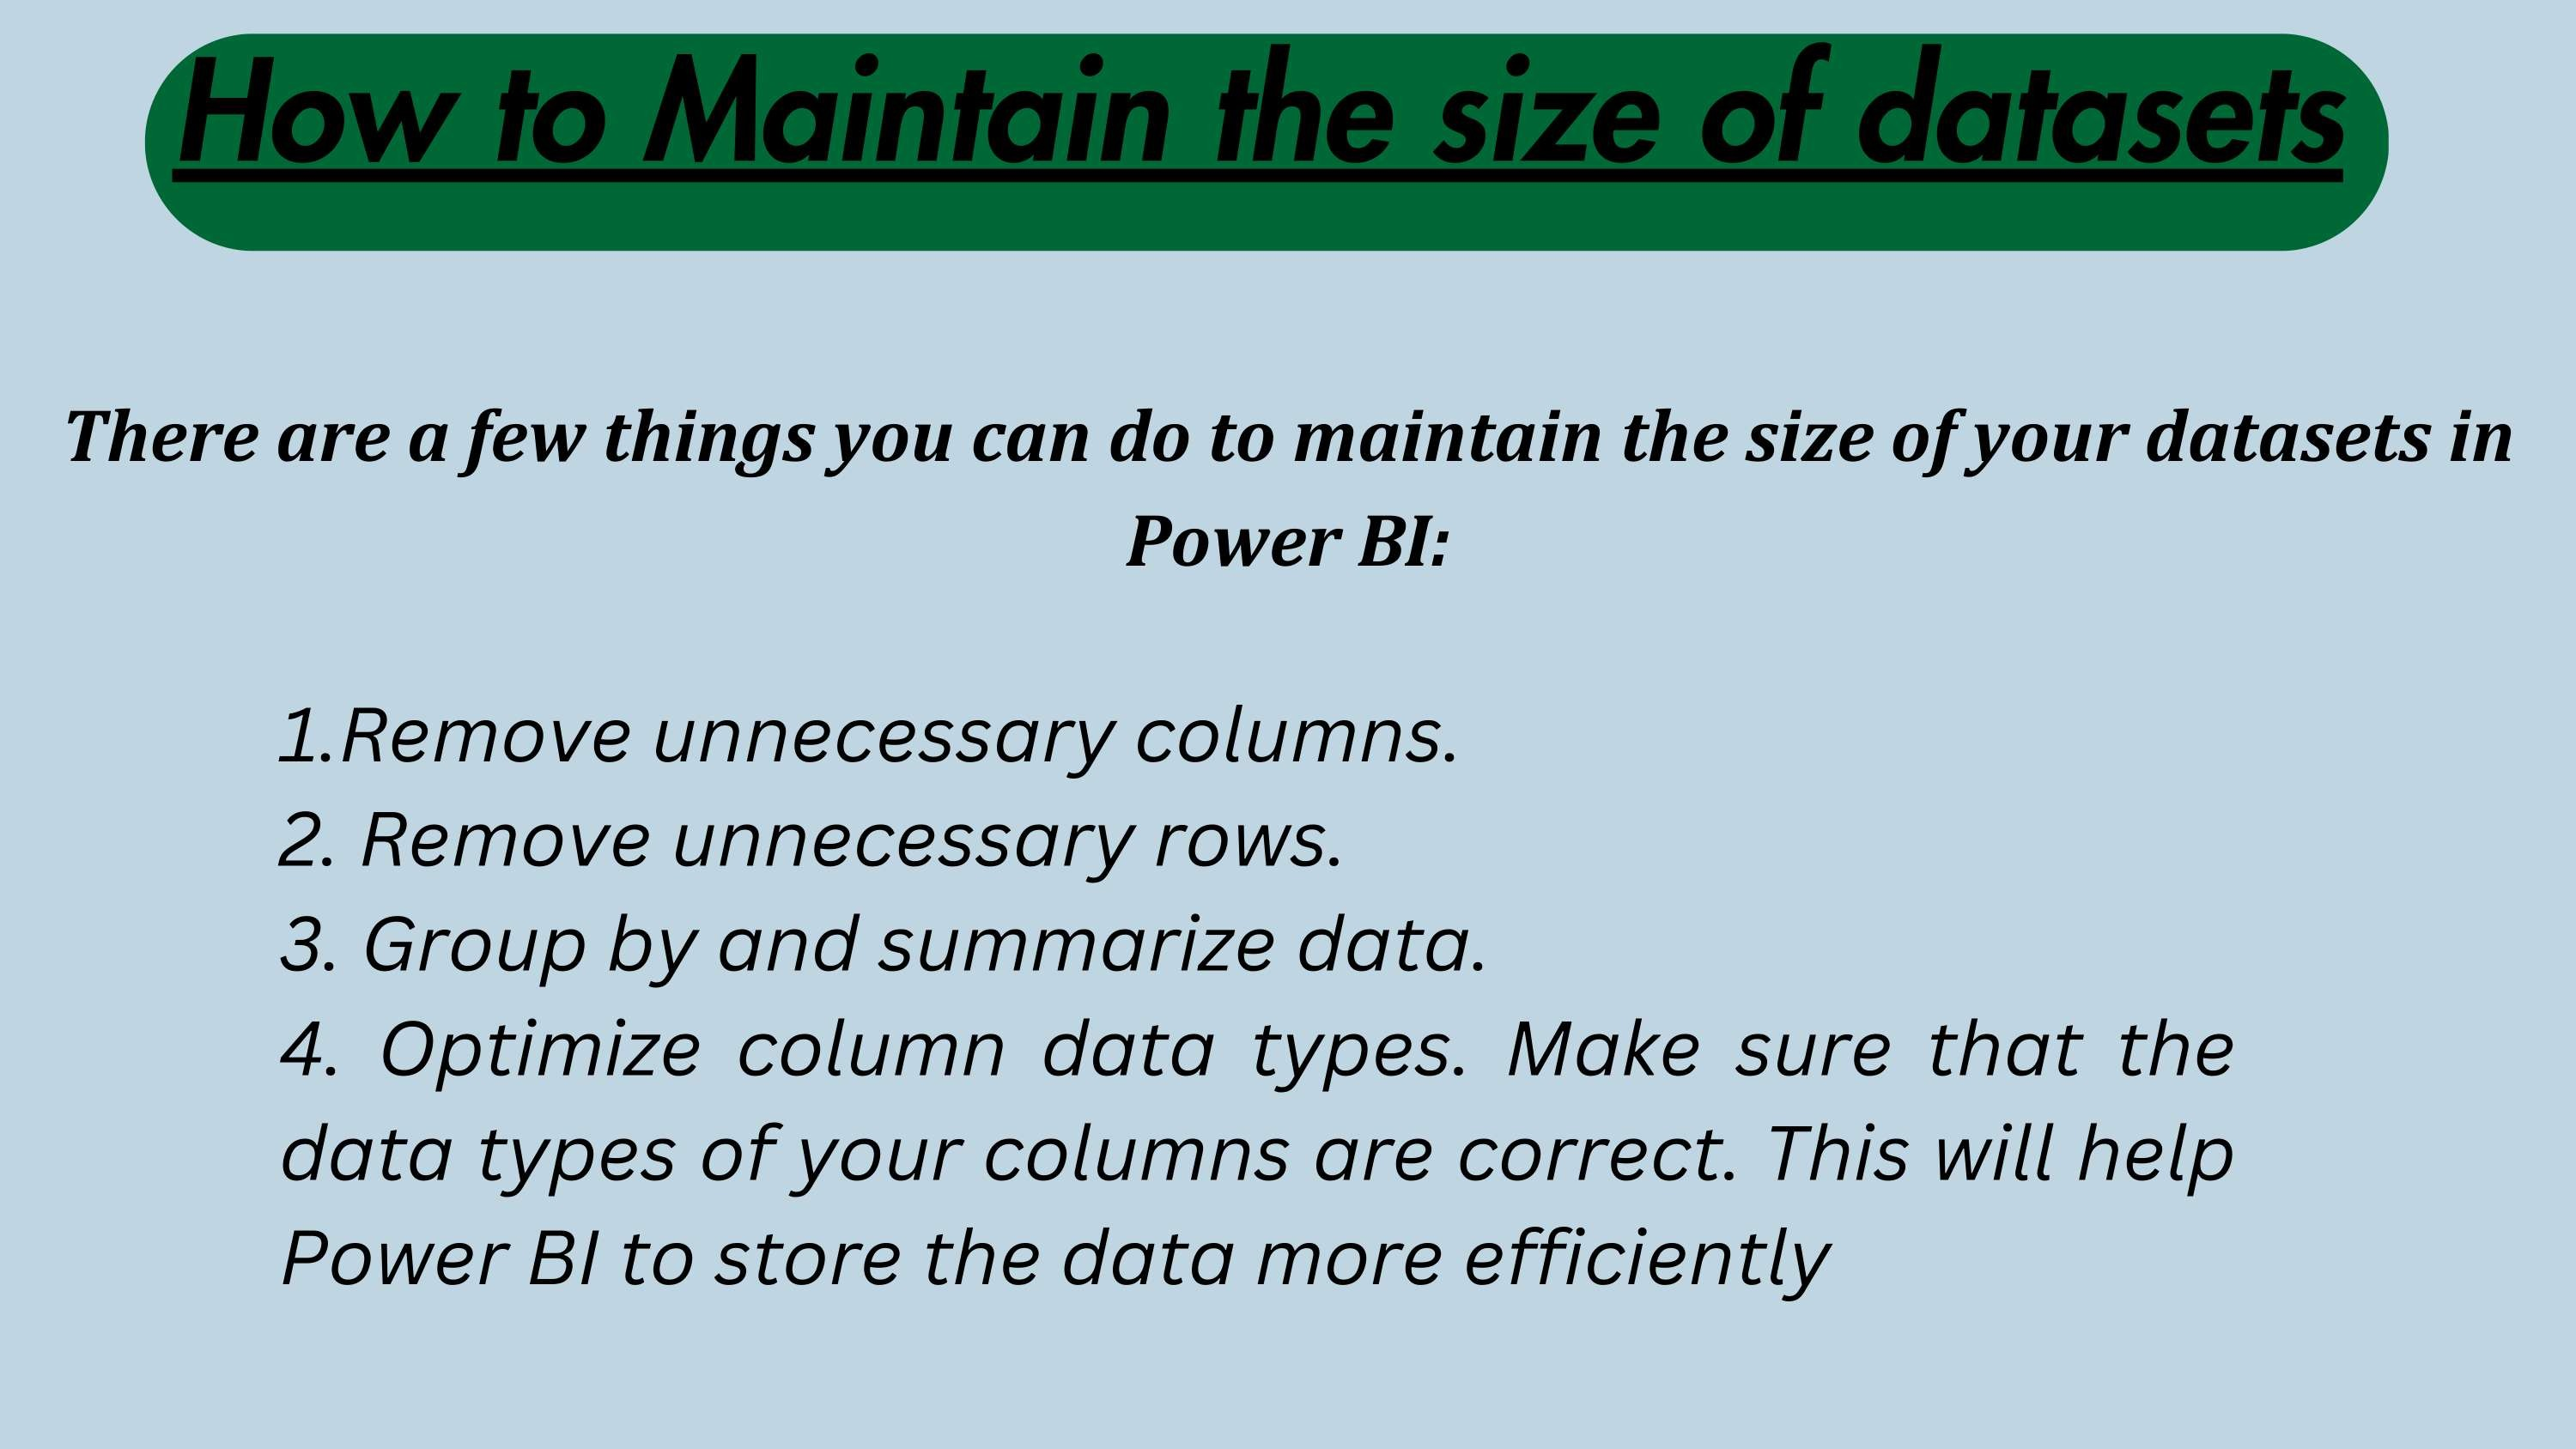 How to Maintain the size of datasets
There are a few things you can do to maintain the size of your datasets in
Power BI:
1.Remove unnecessary columns.
2. Remove unnecessary rows.
3. Group by and summarize data.
4. Optimize column data types. Make sure that the
data types of your columns are correct. This will help
Power BI to store the data more efficiently